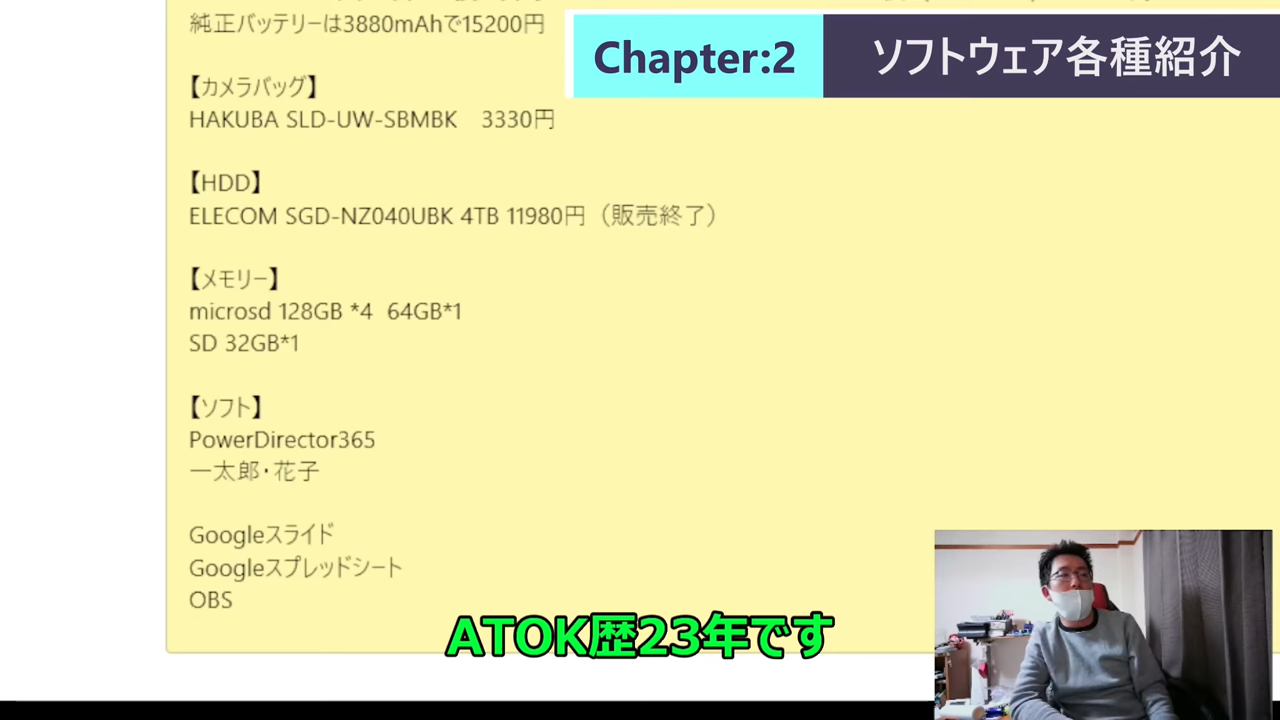 純正バッテリーは3880mAhで15200円
Chapter:2 ソフトウェア各種紹介
【カメラバッグ】
HAKUBA SLD-UW-SBMBK 3330円
【HDD】
ELECOM SGD-NZ040UBK 4TB 11980円（販売終了）
【メモリー】
microsd 128GB *4 64GB*1
SD 32GB*1
【ソフト】
PowerDirector365
一太郎・花子
Googleスライド
Googleスプレッドシート
OBS
ATOK歴23年です